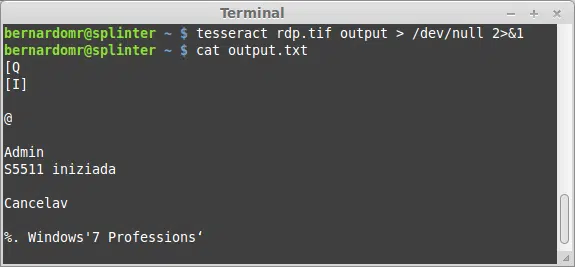 Terminal
bernardomr@splinter ~ $ tesseract rdp.tif output > /dev/null 2>&1
bernardomr@splinter ~ $ cat output.txt
[Q
[I]
@
Admin
S5511 iniziada
Cancelav
%. Windows'7 Professions‘